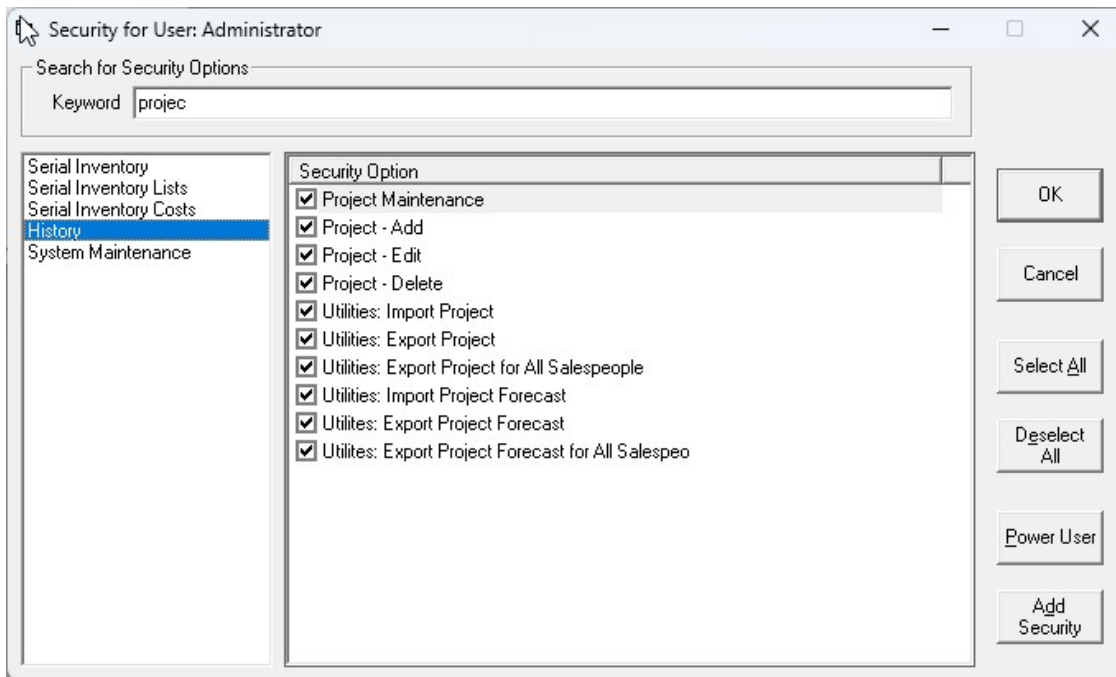 Security for User: Administrator
Search for Security Options
Keyword projec
Serial Inventory
Serial Inventory Lists
Serial Inventory Costs
History
System Maintenance
Security Option
Project Maintenance
Project - Add
Project - Edit
Project - Delete
Utilities: Import Project
Utilities: Export Project
Utilities: Export Project for All Salespeople
Utilities: Import Project Forecast
Utilites: Export Project Forecast
Utilites: Export Project Forecast for All Salespeo
OK
Cancel
Select All
Deselect
All
Power User
Add
Security